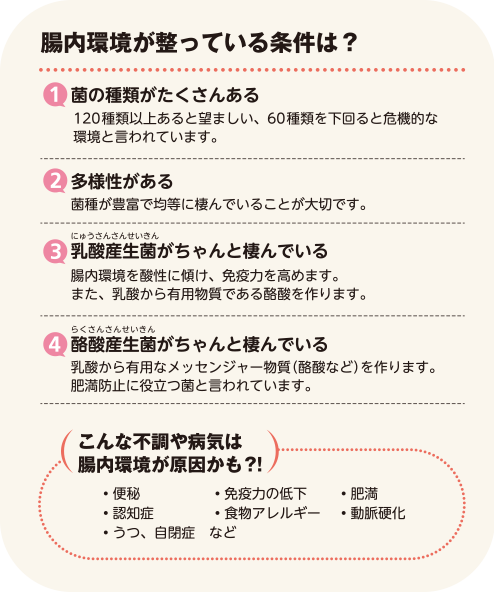 腸内環境が整っている条件は？
1 菌の種類がたくさんある
120種類以上あると望ましい、60種類を下回ると危機的な
環境と言われています。
2 多様性がある
菌種が豊富で均等に棲んでいることが大切です。
にゅうさんさんせいきん
3 乳酸産生菌がちゃんと棲んでいる
腸内環境を酸性に傾け、免疫力を高めます。
また、乳酸から有用物質である酪酸を作ります。
らくさんさんせいきん
4 酪酸産生菌がちゃんと棲んでいる
乳酸から有用なメッセンジャー物質（酪酸など）を作ります。
肥満防止に役立つ菌と言われています。
こんな不調や病気は
腸内環境が原因かも?!
・便秘 ・免疫力の低下 ・肥満
・認知症 ・食物アレルギー ・動脈硬化
・うつ、自閉症 など